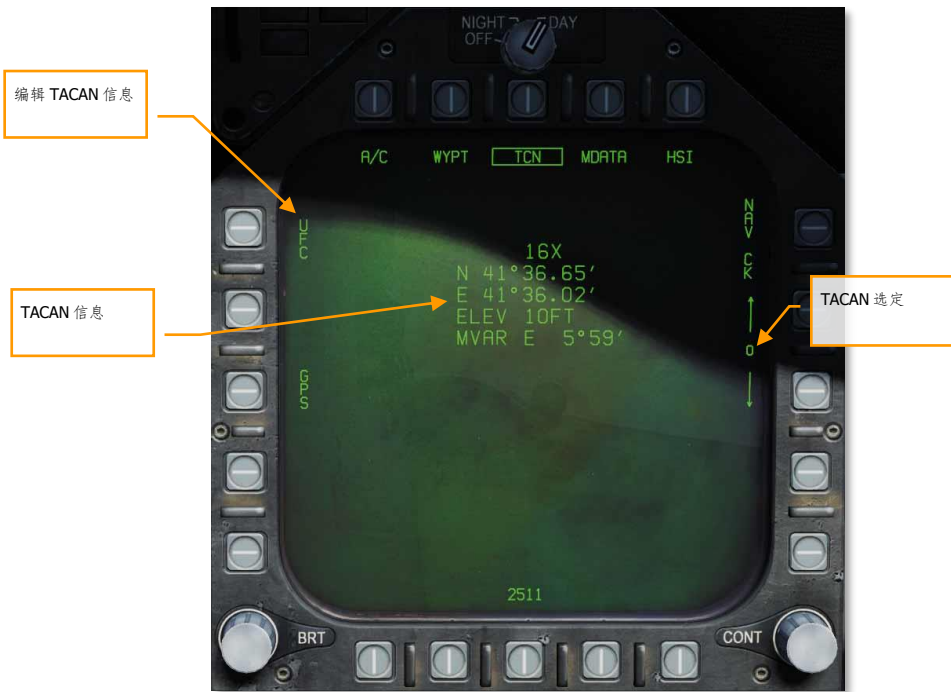 NIGHT DAY
OFF
编辑 TACAN 信息
A/C WYPT TCN MDATA HSI
UFC
NAV CK
16X
N 41°36.65′
E 41°36.02′
ELEV 10FT
MVAR E 5°59′
TACAN 信息
TACAN 选定
0
GPS
2511
BRT
CONT